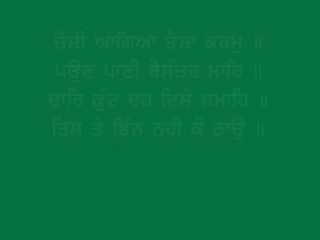 ਜੈਸੀ ਆਗਿਆ ਤੈਸਾ ਕਰਮੁ ॥
ਪਉਣ ਪਾਣੀ ਬੈਸੰਤਰ ਮਾਹਿ ॥
ਚਾਰਿ ਕੁੰਟ ਦਹ ਦਿਸੇ ਸਮਾਹਿ ॥
ਤਿਸ ਤੇ ਭਿੰਨ ਨਹੀ ਕੋ ਠਾਉ ॥